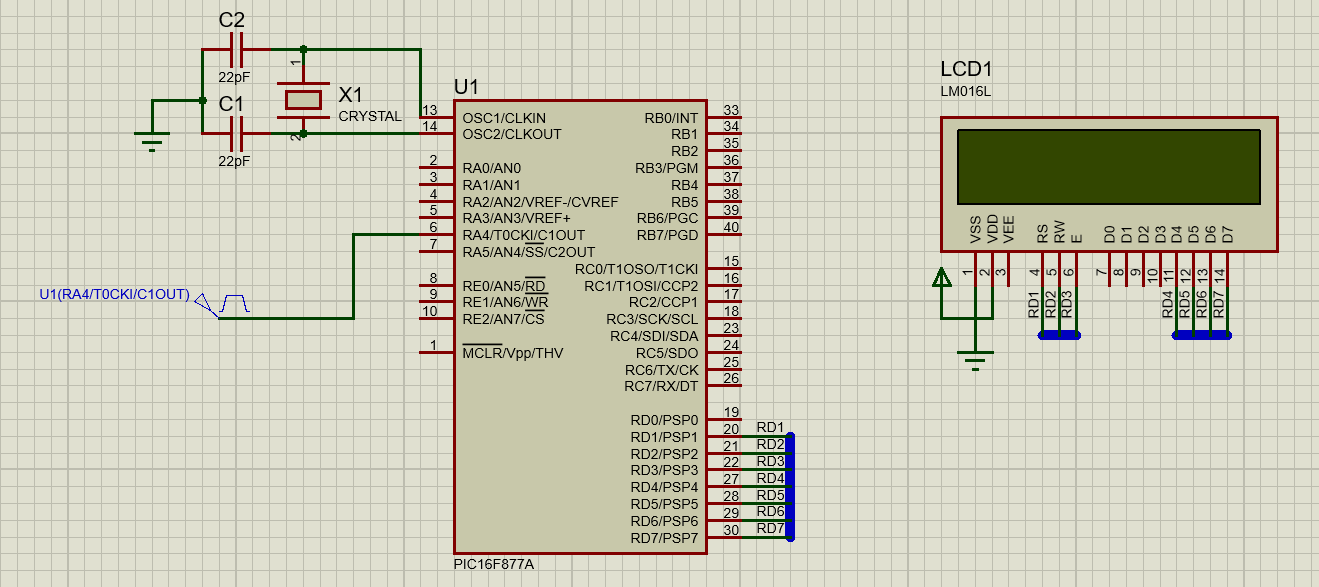 C2
22pF
C1
22pF
1
2
X1
CRYSTAL
U1(RA4/T0CKI/C1OUT)
U1
13 OSC1/CLKIN
14 OSC2/CLKOUT
2 RA0/AN0
3 RA1/AN1
4 RA2/AN2/VREF-/CVREF
5 RA3/AN3/VREF+
6 RA4/T0CKI/C1OUT
7 RA5/AN4/SS/C2OUT
8 RE0/AN5/RD
9 RE1/AN6/WR
10 RE2/AN7/CS
1 MCLR/Vpp/THV
RB0/INT 33
RB1 34
RB2 35
RB3/PGM 36
RB4 37
RB5 38
RB6/PGC 39
RB7/PGD 40
RC0/T1OSO/T1CKI 15
RC1/T1OSI/CCP2 16
RC2/CCP1 17
RC3/SCK/SCL 18
RC4/SDI/SDA 23
RC5/SDO 24
RC6/TX/CK 25
RC7/RX/DT 26
RD0/PSP0 19
RD1/PSP1 20 RD1
RD2/PSP2 21 RD2
RD3/PSP3 22 RD3
RD4/PSP4 27 RD4
RD5/PSP5 28 RD5
RD6/PSP6 29 RD6
RD7/PSP7 30 RD7
PIC16F877A
LCD1
LM016L
VSS VDD VEE RS RW E D0 D1 D2 D3 D4 D5 D6 D7
1 2 3 4 5 6 7 8 9 10 11 12 13 14
RD1 RD2 RD3 RD4 RD5 RD6 RD7